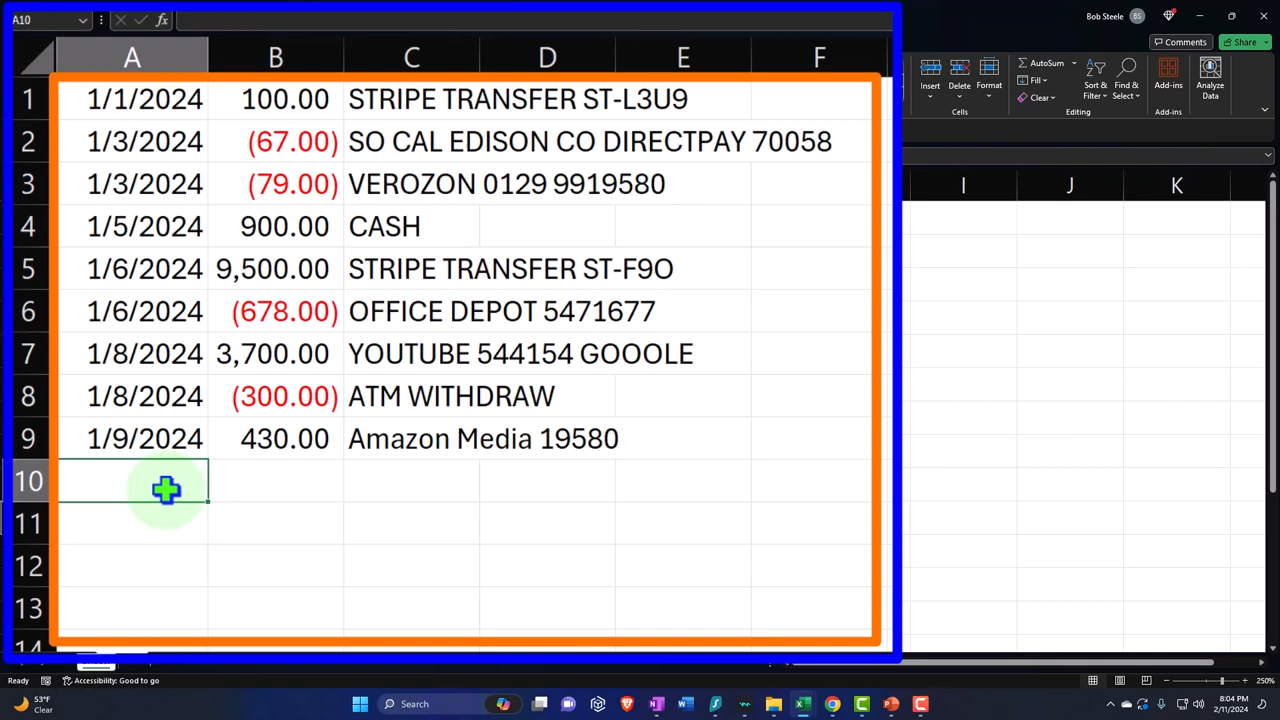 A10
fx
Bob Steele BS
Comments Share
A B C D E F
I J K
1 1/1/2024 100.00 STRIPE TRANSFER ST-L3U9
2 1/3/2024 (67.00) SO CAL EDISON CO DIRECTPAY 70058
3 1/3/2024 (79.00) VEROZON 0129 9919580
4 1/5/2024 900.00 CASH
5 1/6/2024 9,500.00 STRIPE TRANSFER ST-F9O
6 1/6/2024 (678.00) OFFICE DEPOT 5471677
7 1/8/2024 3,700.00 YOUTUBE 544154 GOOOLE
8 1/8/2024 (300.00) ATM WITHDRAW
9 1/9/2024 430.00 Amazon Media 19580
10
11
12
13
14
Insert Delete Format
Cells
AutoSum
Fill
Clear
Sort & Filter
Find & Select
Editing
Add-ins
Add-ins
Analyze Data
Ready Accessibility: Good to go
250%
53°F
Clear
Search
8:04 PM
2/11/2024